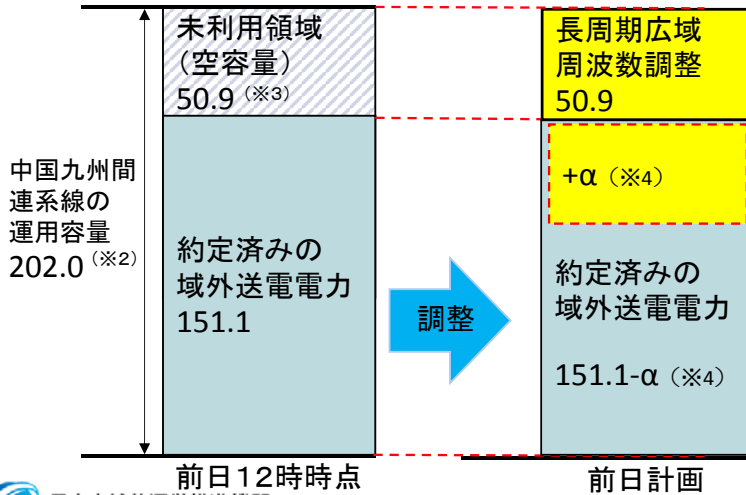 中国九州間
連系線の
運用容量
202.0 (※2)
未利用領域
(空容量)
50.9 (※3)
約定済みの
域外送電電力
151.1
前日12時時点
調整
長周期広域
周波数調整
50.9
+α (※4)
約定済みの
域外送電電力
151.1-α (※4)
前日計画